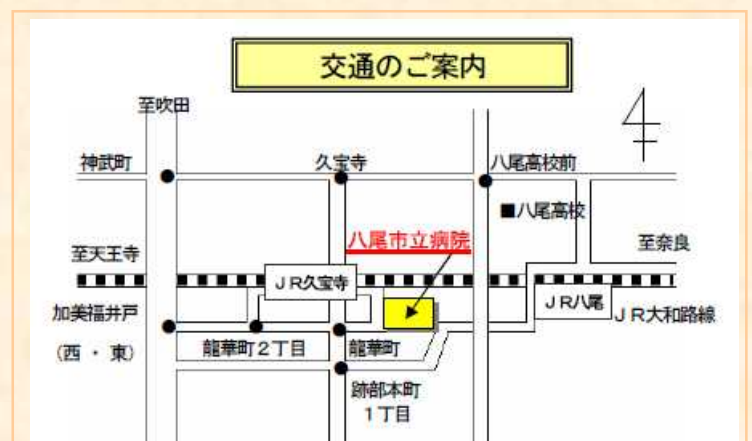 交通のご案内
至吹田
神武町
久宝寺
八尾高校前
■八尾高校
八尾市立病院
至天王寺
至奈良
JR久宝寺
JR八尾
JR大和路線
加美福井戸
(西・東)
龍華町2丁目
龍華町
跡部本町
1丁目